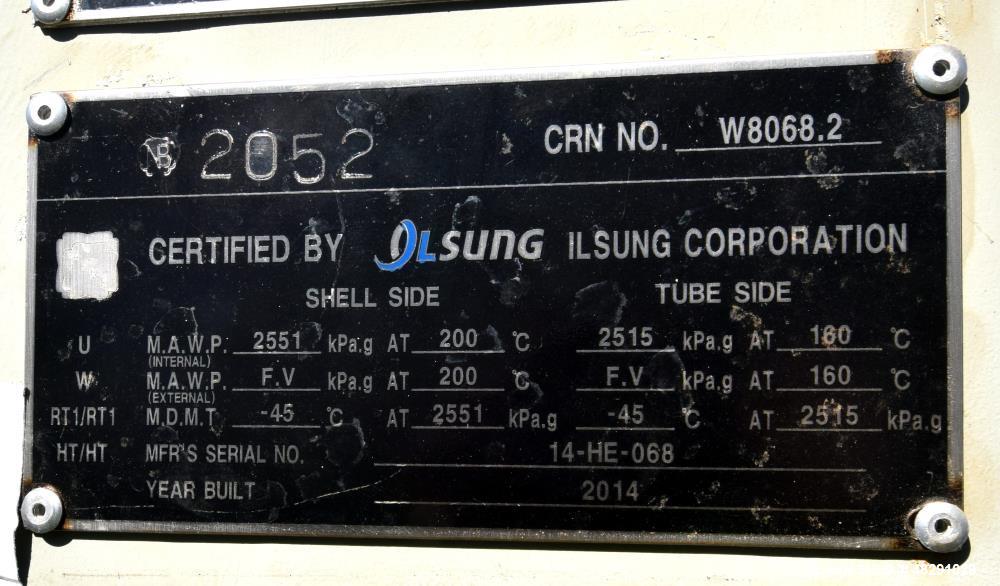 NB 2052 CRN NO. W8068.2
CERTIFIED BY ILSUNG ILSUNG CORPORATION
SHELL SIDE TUBE SIDE
U M.A.W.P. 2551 kPa.g AT 200 ℃ 2515 kPa.g AT 160 ℃
(INTERNAL)
W M.A.W.P. F.V kPa.g AT 200 ℃ F.V kPa.g AT 160 ℃
(EXTERNAL)
RT1/RT1 M.D.M.T -45 ℃ AT 2551 kPa.g -45 ℃ AT 2515 kPa.g
HT/HT MFR'S SERIAL NO. 14-HE-068
YEAR BUILT 2014